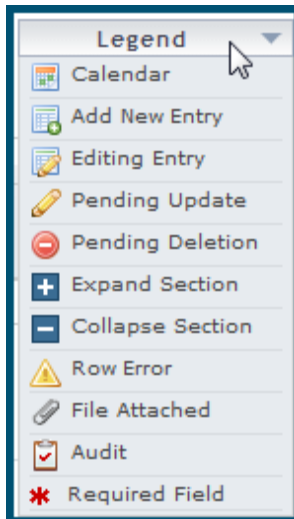 Legend
Calendar
Add New Entry
Editing Entry
Pending Update
Pending Deletion
Expand Section
Collapse Section
Row Error
File Attached
Audit
Required Field